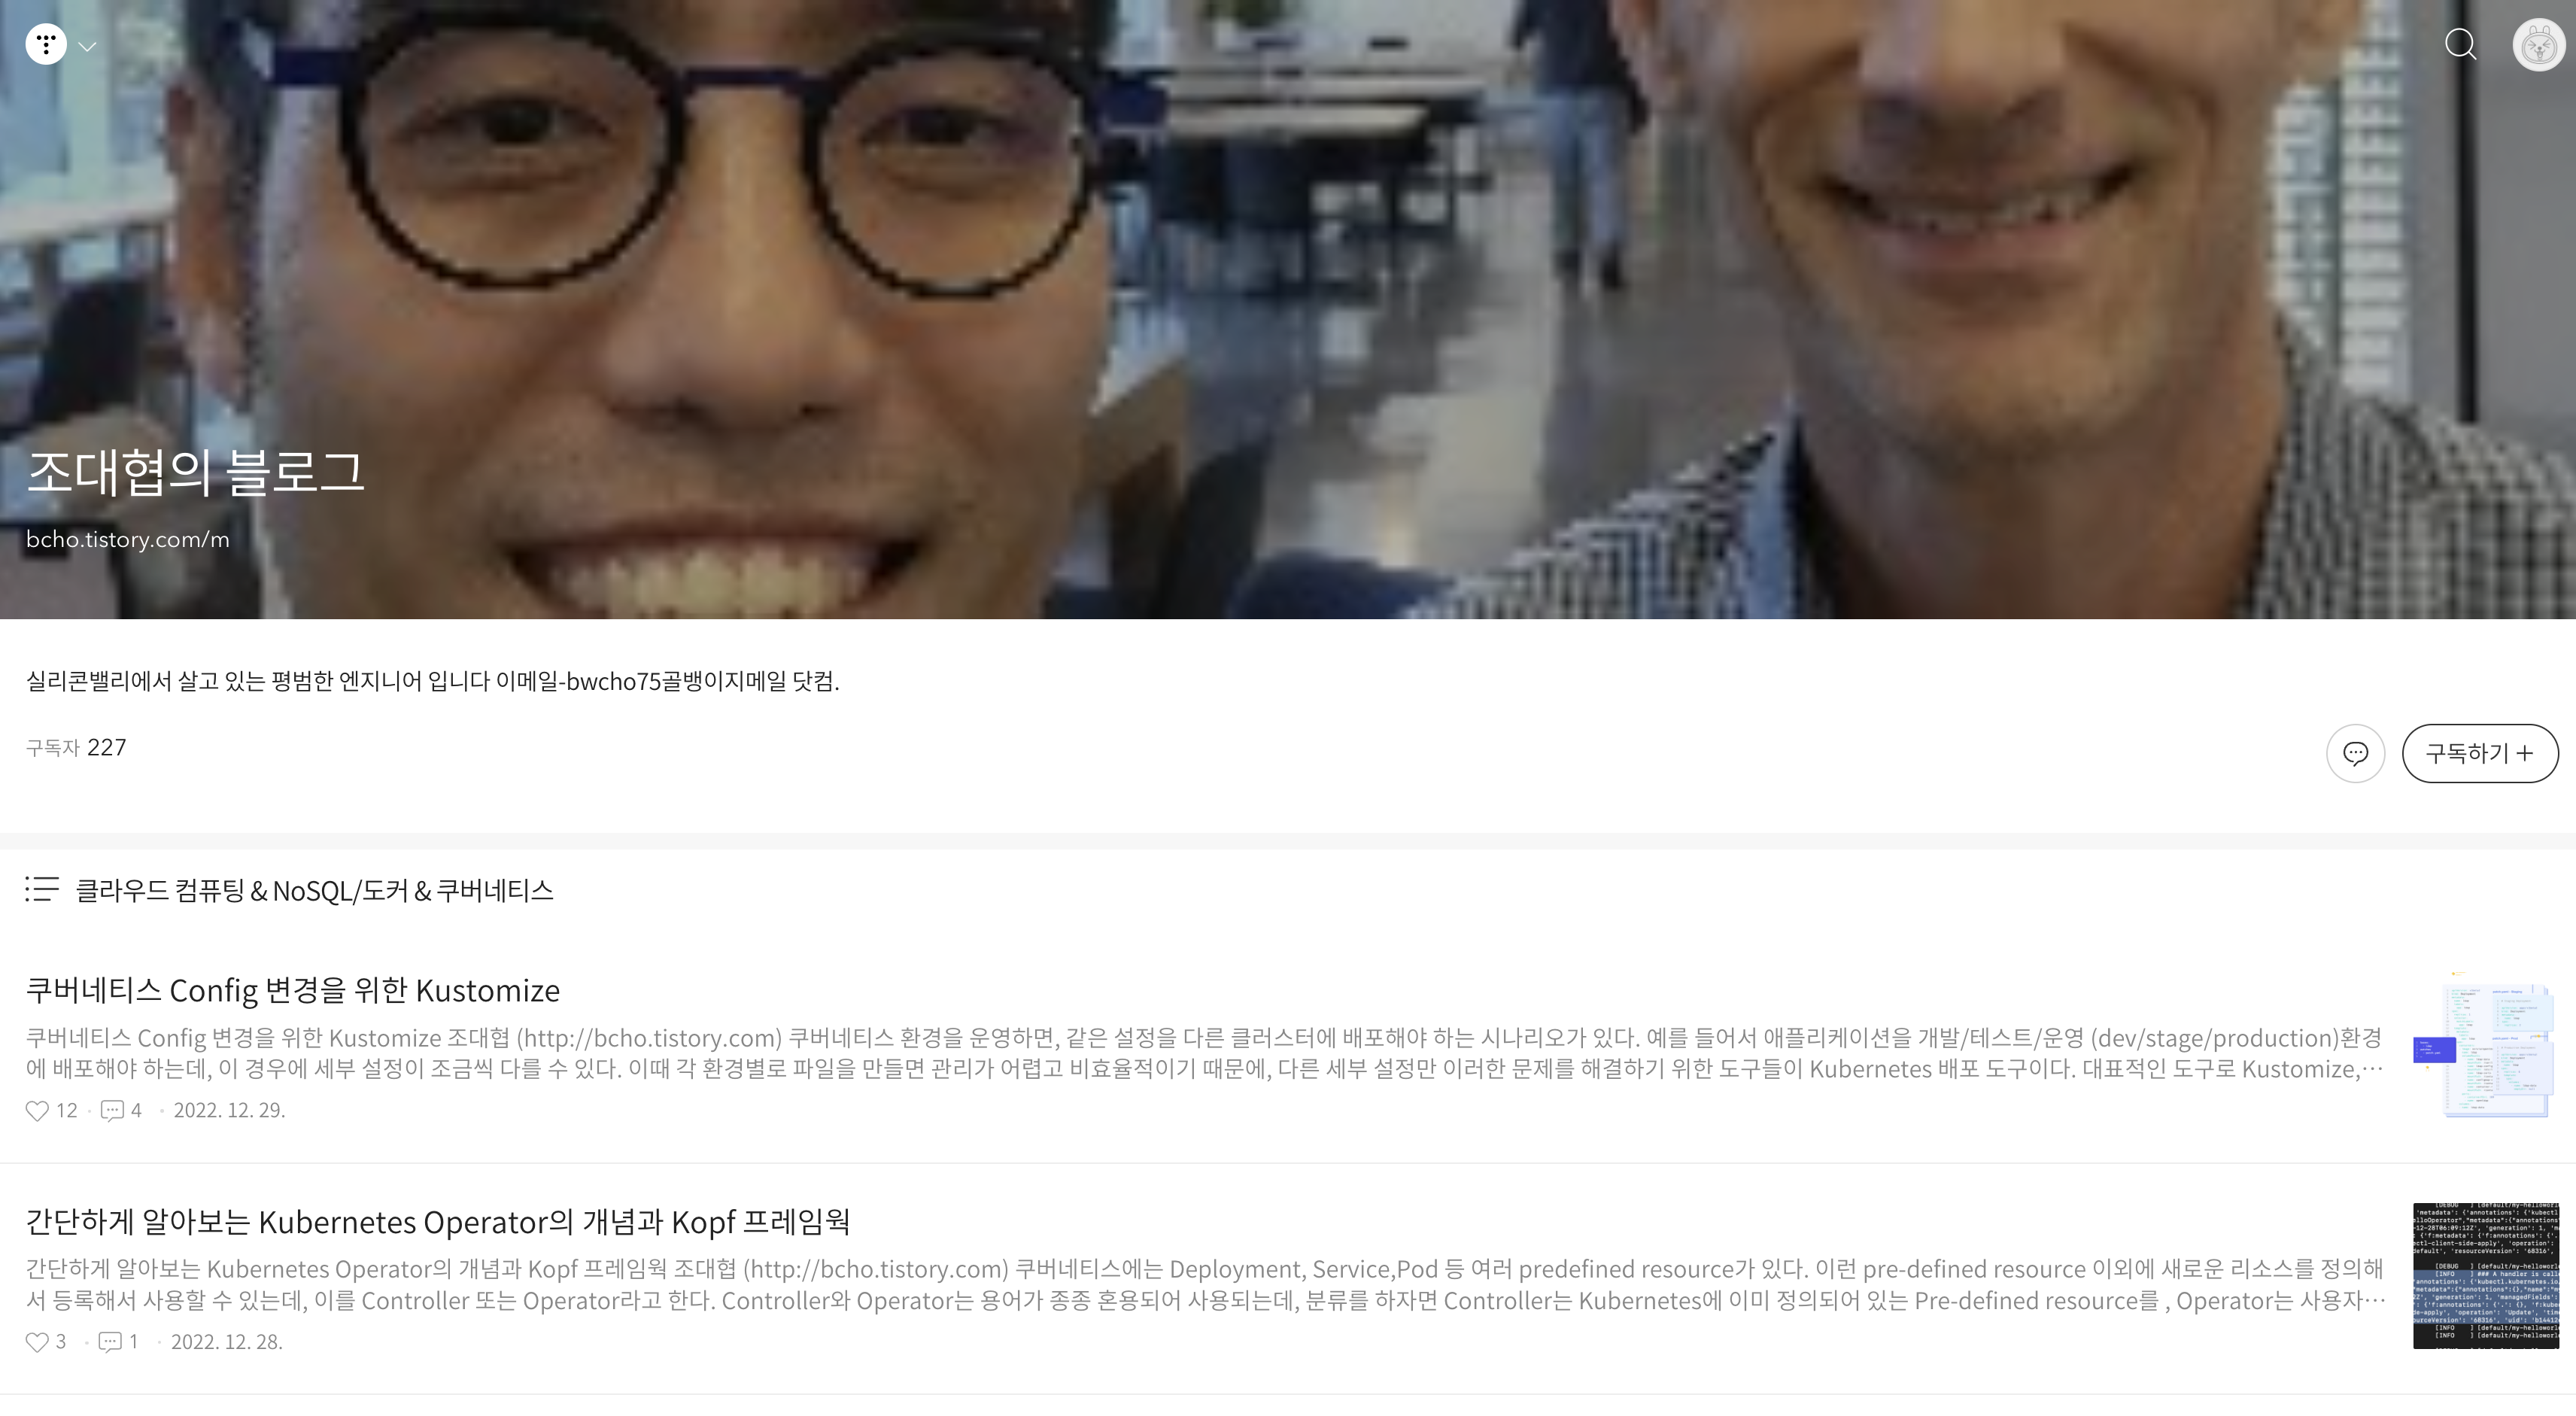 조대협의 블로그
bcho.tistory.com/m
실리콘밸리에서 살고 있는 평범한 엔지니어 입니다 이메일-bwcho75골뱅이지메일 닷컴.
구독자 227
구독하기 +
클라우드 컴퓨팅 & NoSQL/도커 & 쿠버네티스
쿠버네티스 Config 변경을 위한 Kustomize
쿠버네티스 Config 변경을 위한 Kustomize 조대협 (http://bcho.tistory.com) 쿠버네티스 환경을 운영하면, 같은 설정을 다른 클러스터에 배포해야 하는 시나리오가 있다. 예를 들어서 애플리케이션을 개발/테스트/운영 (dev/stage/production)환경
에 배포해야 하는데, 이 경우에 세부 설정이 조금씩 다를 수 있다. 이때 각 환경별로 파일을 만들면 관리가 어렵고 비효율적이기 때문에, 다른 세부 설정만 이러한 문제를 해결하기 위한 도구들이 Kubernetes 배포 도구이다. 대표적인 도구로 Kustomize,…
12 4 2022. 12. 29.
간단하게 알아보는 Kubernetes Operator의 개념과 Kopf 프레임웍
간단하게 알아보는 Kubernetes Operator의 개념과 Kopf 프레임웍 조대협 (http://bcho.tistory.com) 쿠버네티스에는 Deployment, Service,Pod 등 여러 predefined resource가 있다. 이런 pre-defined resource 이외에 새로운 리소스를 정의해
서 등록해서 사용할 수 있는데, 이를 Controller 또는 Operator라고 한다. Controller와 Operator는 용어가 종종 혼용되어 사용되는데, 분류를 하자면 Controller는 Kubernetes에 이미 정의되어 있는 Pre-defined resource를 , Operator는 사용자…
3 1 2022. 12. 28.